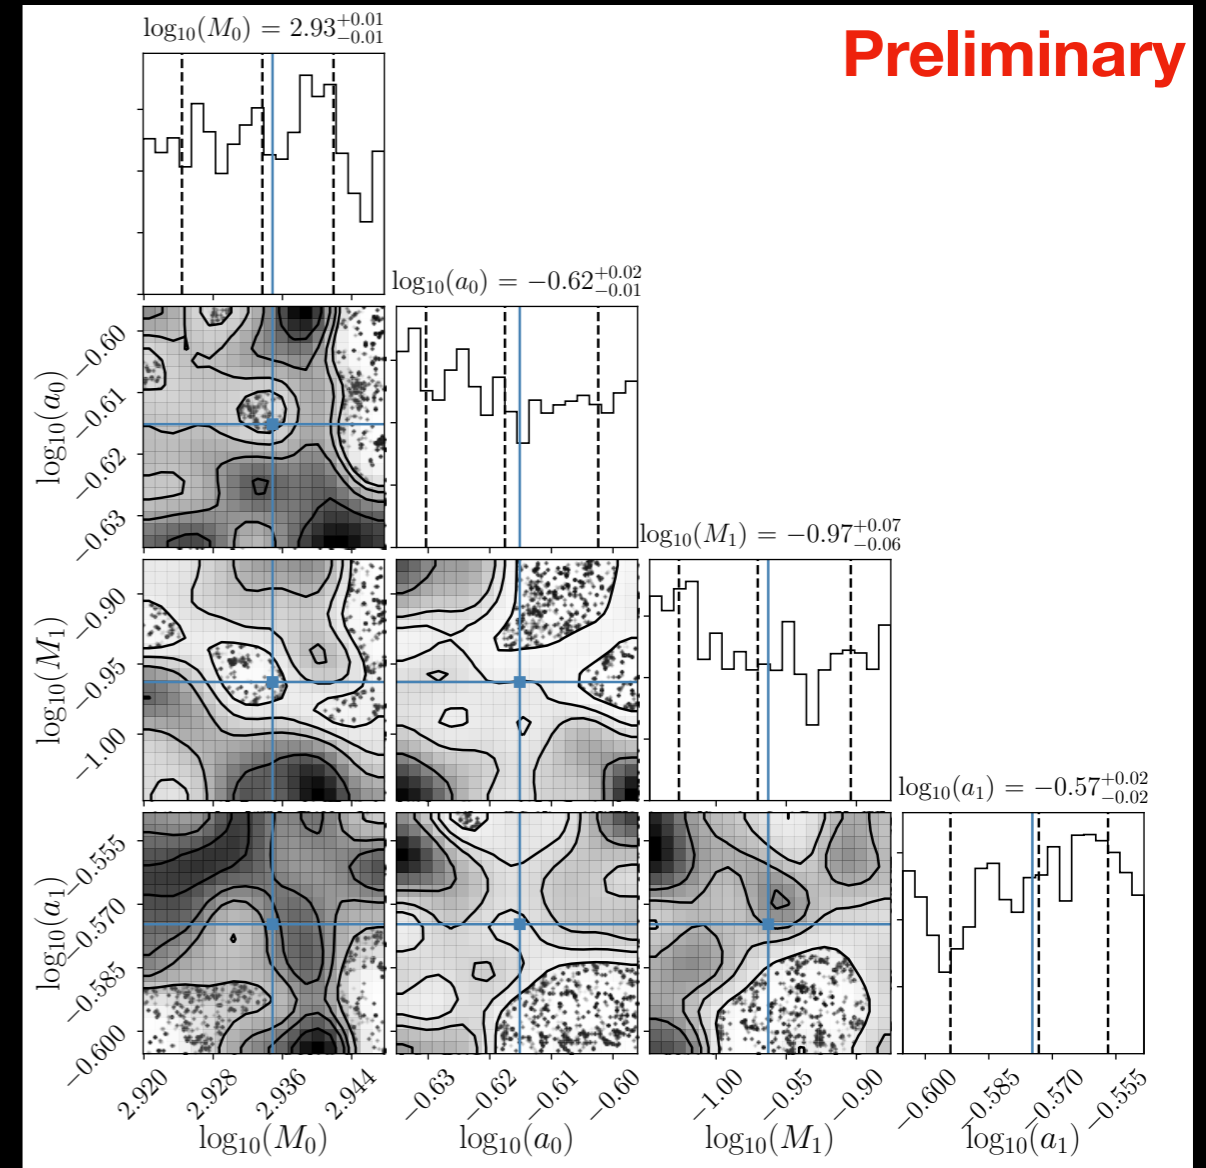 log₁₀(M₀) = 2.93⁺⁰·⁰¹₋₀.₀₁
Preliminary
log₁₀(a₀) = −0.62⁺⁰·⁰²₋₀.₀₁
−0.60
−0.61
−0.62
−0.63
log₁₀(a₀)
log₁₀(M₁) = −0.97⁺⁰·⁰⁷₋₀.₀₆
−0.90
−0.95
−1.00
log₁₀(M₁)
log₁₀(a₁) = −0.57⁺⁰·⁰²₋₀.₀₂
−0.555
−0.570
−0.585
−0.600
log₁₀(a₁)
2.920 2.928 2.936 2.944 −0.63 −0.62 −0.61 −0.60 −1.00 −0.95 −0.90 −0.600 −0.585 −0.570 −0.555
log₁₀(M₀) log₁₀(a₀) log₁₀(M₁) log₁₀(a₁)